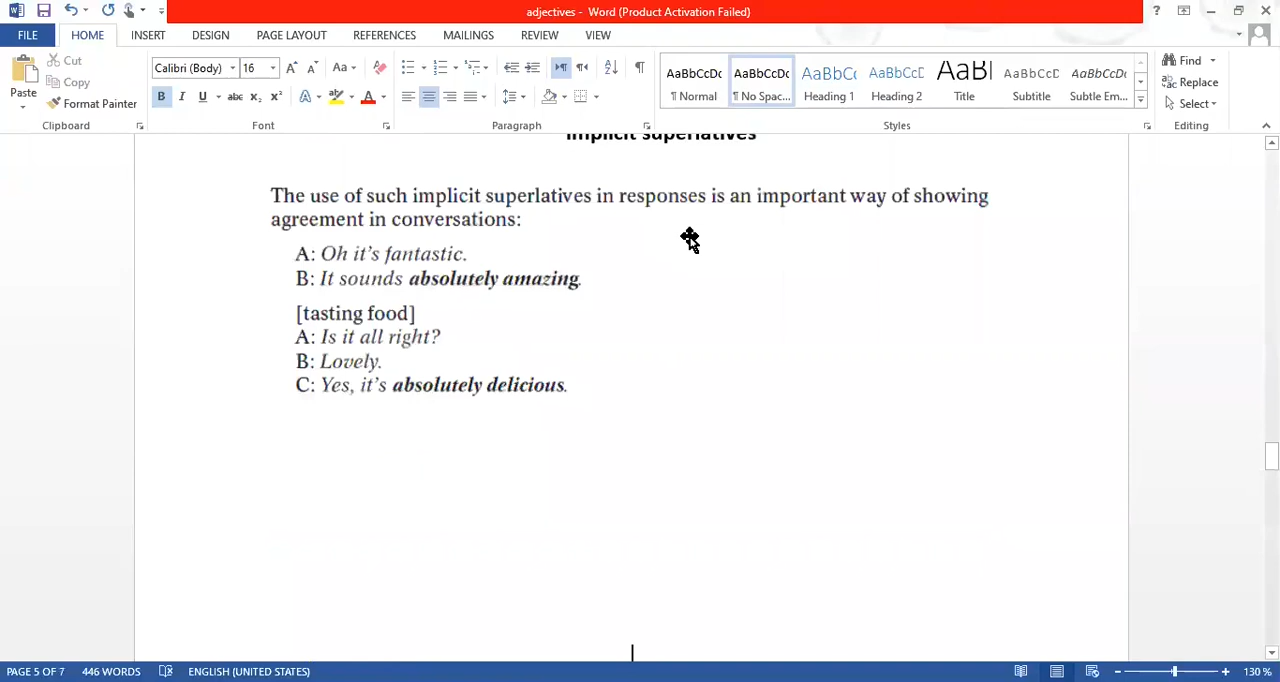 adjectives - Word (Product Activation Failed)
FILE HOME INSERT DESIGN PAGE LAYOUT REFERENCES MAILINGS REVIEW VIEW
Paste
Cut
Copy
Format Painter
Clipboard
Calibri (Body) 16
Font
Paragraph
AaBbCcDc AaBbCcDc AaBbCc AaBbCcD AaBl AaBbCcD AaBbCcDc
¶ Normal ¶ No Spac... Heading 1 Heading 2 Title Subtitle Subtle Em...
Styles
Find
Replace
Select
Editing
Implicit superlatives
The use of such implicit superlatives in responses is an important way of showing
agreement in conversations:
A: Oh it's fantastic.
B: It sounds absolutely amazing.
[tasting food]
A: Is it all right?
B: Lovely.
C: Yes, it's absolutely delicious.
PAGE 5 OF 7 446 WORDS ENGLISH (UNITED STATES) 130 %